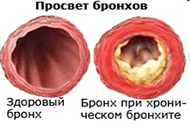 Просвет бронхов
Здоровый бронх
Бронх при хрони-
ческом бронхите